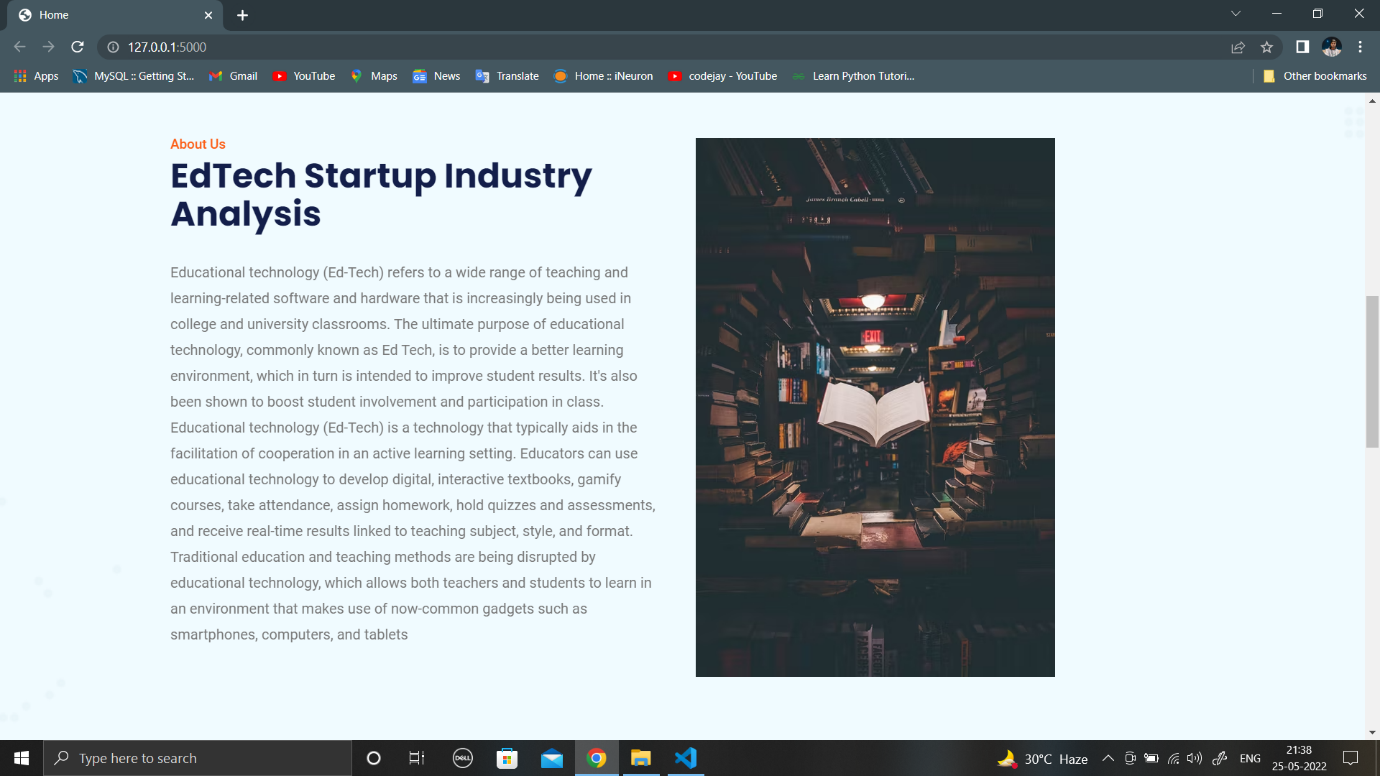 Home
127.0.0.1:5000
Apps
MySQL :: Getting St...
Gmail
YouTube
Maps
News
Translate
Home :: iNeuron
codejay - YouTube
Learn Python Tutori...
Other bookmarks
About Us
EdTech Startup Industry
Analysis
Educational technology (Ed-Tech) refers to a wide range of teaching and
learning-related software and hardware that is increasingly being used in
college and university classrooms. The ultimate purpose of educational
technology, commonly known as Ed Tech, is to provide a better learning
environment, which in turn is intended to improve student results. It's also
been shown to boost student involvement and participation in class.
Educational technology (Ed-Tech) is a technology that typically aids in the
facilitation of cooperation in an active learning setting. Educators can use
educational technology to develop digital, interactive textbooks, gamify
courses, take attendance, assign homework, hold quizzes and assessments,
and receive real-time results linked to teaching subject, style, and format.
Traditional education and teaching methods are being disrupted by
educational technology, which allows both teachers and students to learn in
an environment that makes use of now-common gadgets such as
smartphones, computers, and tablets
EXIT
Type here to search
DELL
30°C Haze
ENG
21:38
25-05-2022